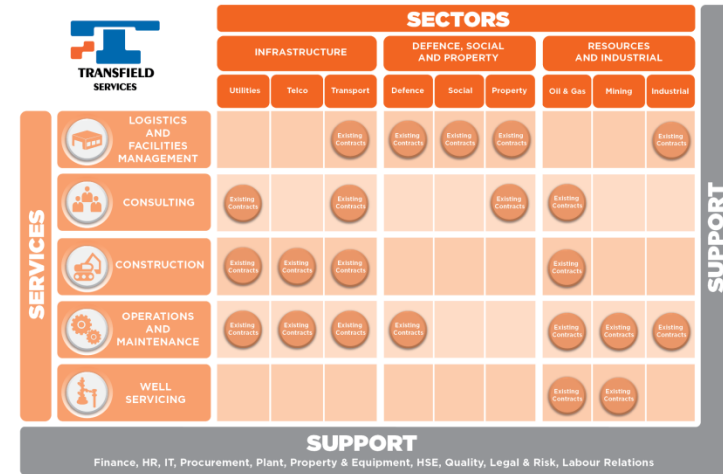 TRANSFIELD
SERVICES
SECTORS
INFRASTRUCTURE
DEFENCE, SOCIAL
AND PROPERTY
RESOURCES
AND INDUSTRIAL
Utilities
Telco
Transport
Defence
Social
Property
Oil & Gas
Mining
Industrial
SERVICES
LOGISTICS
AND
FACILITIES
MANAGEMENT
Existing
Contracts
Existing
Contracts
Existing
Contracts
Existing
Contracts
Existing
Contracts
CONSULTING
Existing
Contracts
Existing
Contracts
Existing
Contracts
Existing
Contracts
CONSTRUCTION
Existing
Contracts
Existing
Contracts
Existing
Contracts
Existing
Contracts
OPERATIONS
AND
MAINTENANCE
Existing
Contracts
Existing
Contracts
Existing
Contracts
Existing
Contracts
Existing
Contracts
Existing
Contracts
Existing
Contracts
WELL
SERVICING
Existing
Contracts
Existing
Contracts
SUPPORT
SUPPORT
Finance, HR, IT, Procurement, Plant, Property & Equipment, HSE, Quality, Legal & Risk, Labour Relations